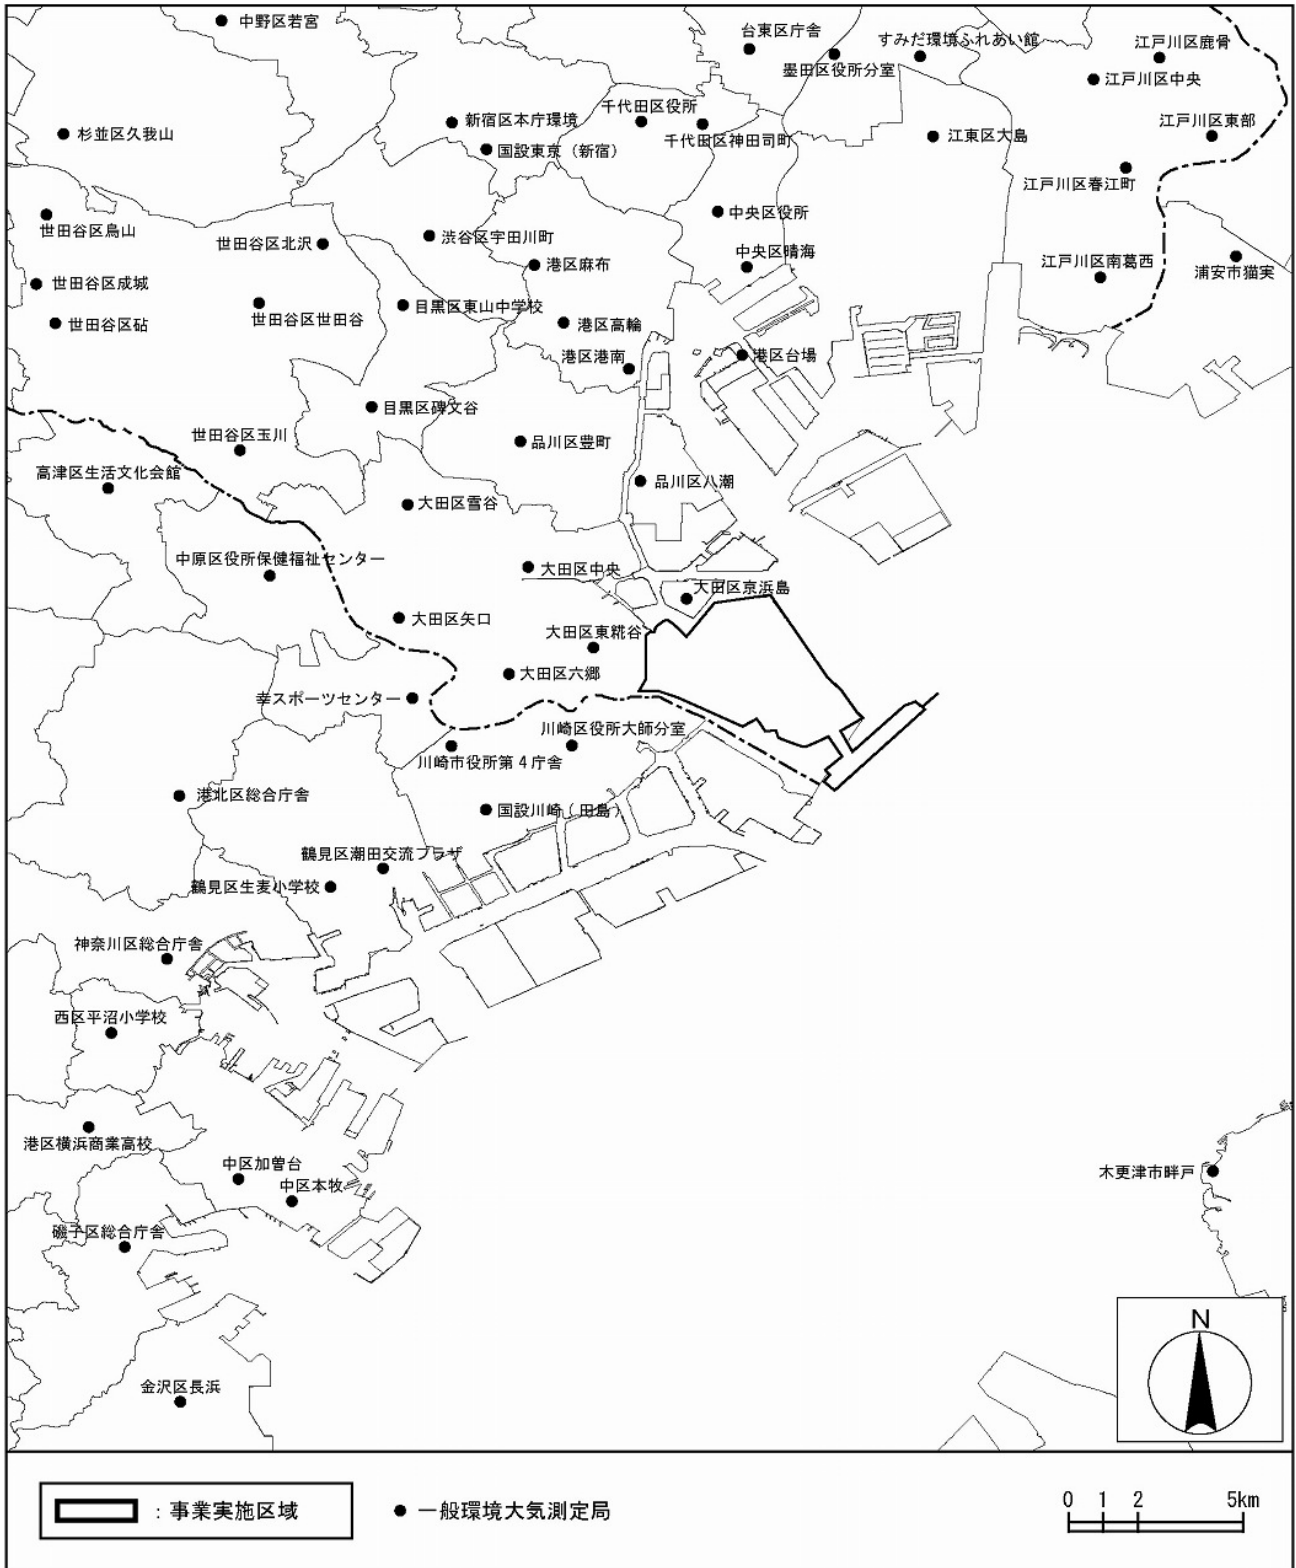 中野区若宮
台東区庁舎
すみだ環境ふれあい館
江戸川区鹿骨
墨田区役所分室
江戸川区中央
千代田区役所
新宿区本庁環境
江戸川区東部
杉並区久我山
千代田区神田司町
江東区大島
国設東京（新宿）
江戸川区春江町
中央区役所
世田谷区烏山
世田谷区北沢
渋谷区宇田川町
中央区晴海
港区麻布
江戸川区南葛西
浦安市猫実
世田谷区成城
目黒区東山中学校
世田谷区世田谷
世田谷区砧
港区高輪
港区港南
港区台場
目黒区碑文谷
世田谷区玉川
品川区豊町
高津区生活文化会館
品川区八潮
大田区雪谷
中原区役所保健福祉センター
大田区中央
大田区京浜島
大田区矢口
大田区東糀谷
大田区六郷
幸スポーツセンター
川崎区役所大師分室
川崎市役所第4庁舎
港北区総合庁舎
国設川崎（田島）
鶴見区潮田交流プラザ
鶴見区生麦小学校
神奈川区総合庁舎
西区平沼小学校
港区横浜商業高校
中区加曽台
木更津市畔戸
中区本牧
磯子区総合庁舎
N
金沢区長浜
：事業実施区域
一般環境大気測定局
0 1 2 5km